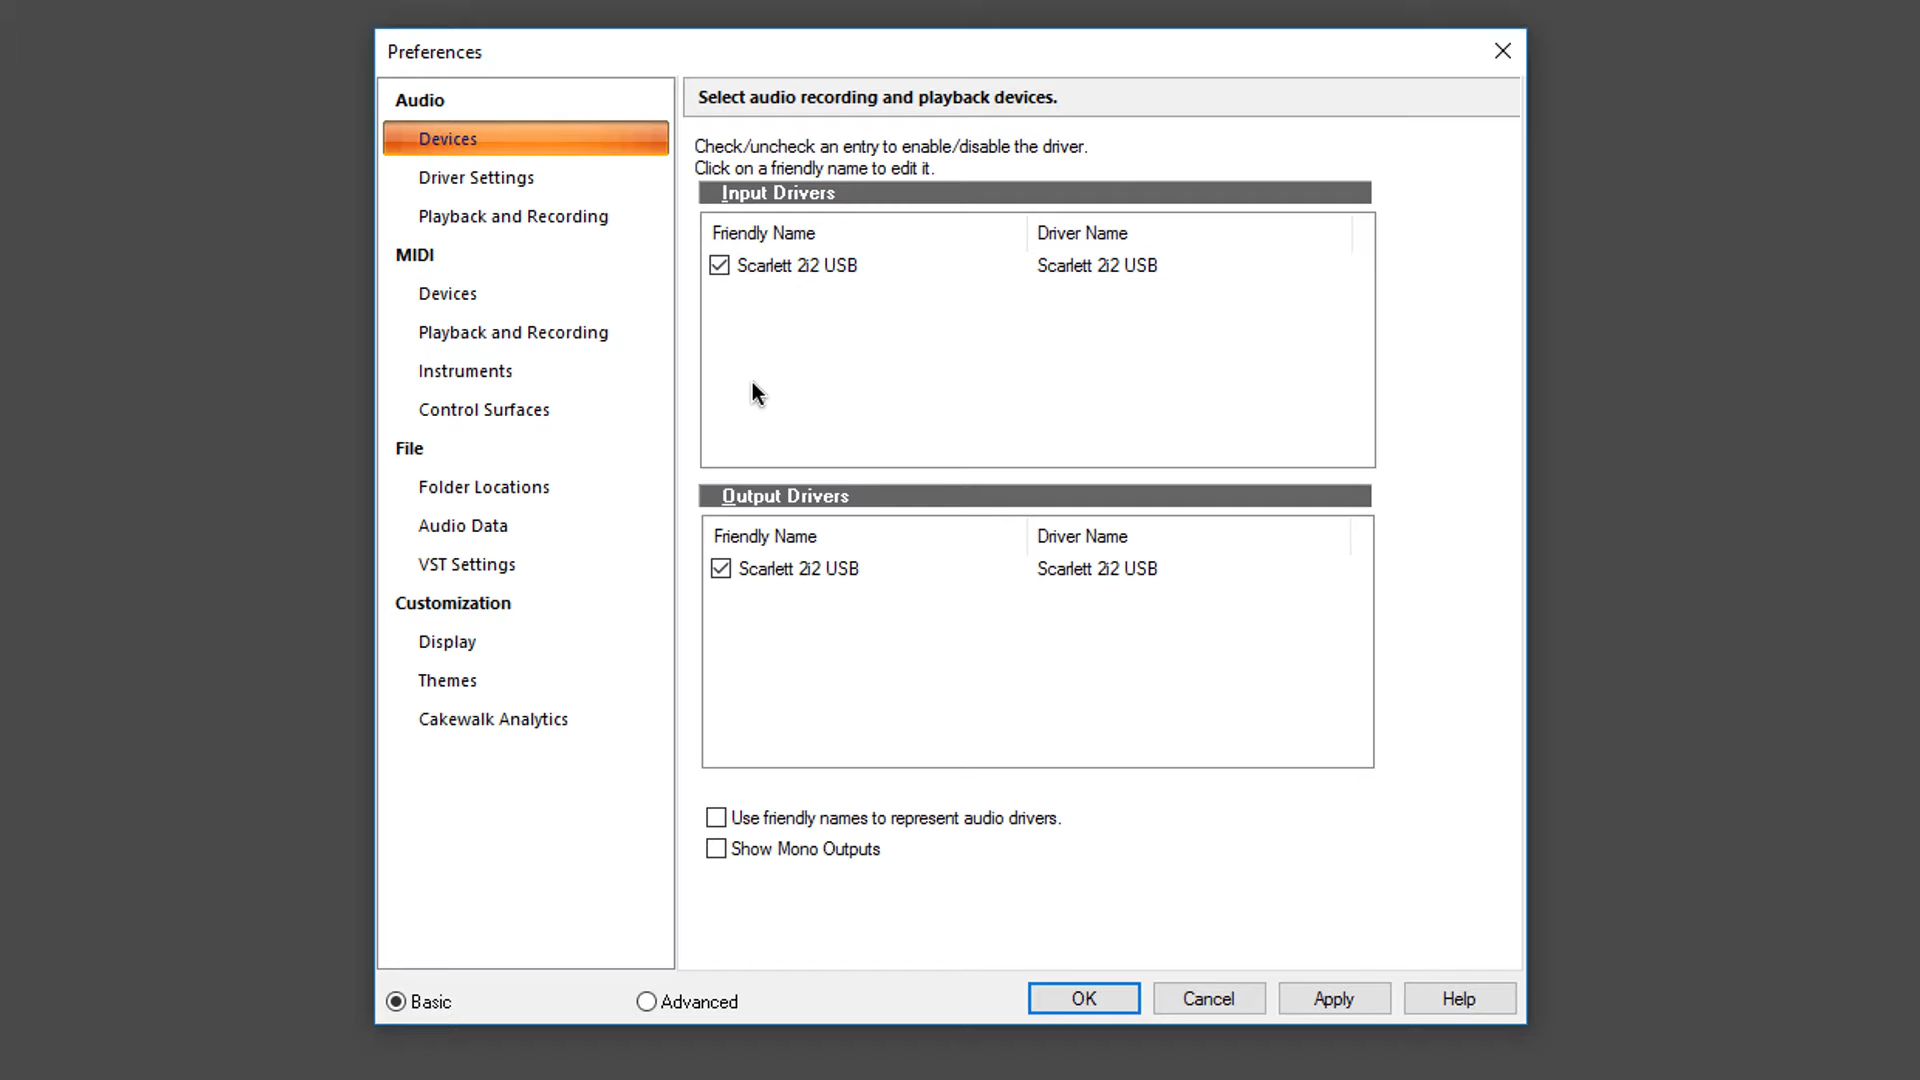 Preferences
Audio
Devices
Driver Settings
Playback and Recording
MIDI
Devices
Playback and Recording
Instruments
Control Surfaces
File
Folder Locations
Audio Data
VST Settings
Customization
Display
Themes
Cakewalk Analytics
Select audio recording and playback devices.
Check/uncheck an entry to enable/disable the driver.
Click on a friendly name to edit it.
Input Drivers
Friendly Name Driver Name
Scarlett 2i2 USB Scarlett 2i2 USB
Output Drivers
Friendly Name Driver Name
Scarlett 2i2 USB Scarlett 2i2 USB
Use friendly names to represent audio drivers.
Show Mono Outputs
Basic Advanced OK Cancel Apply Help